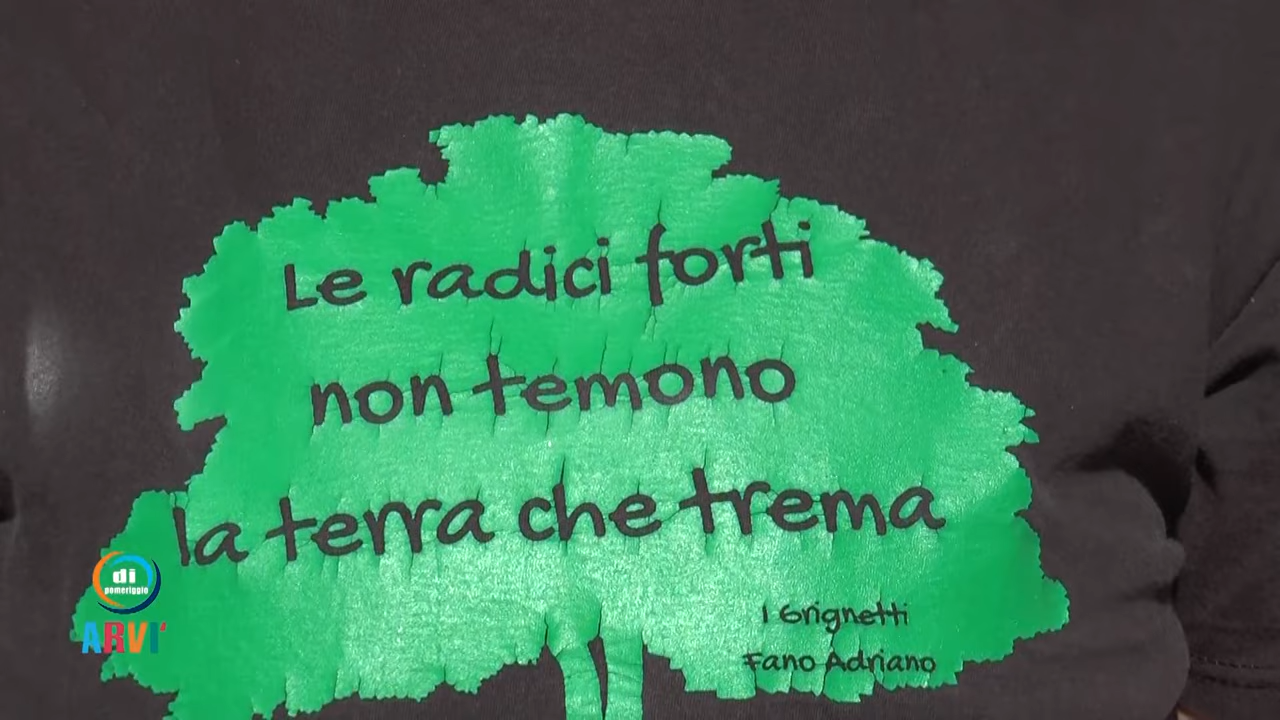 Le radici forti
non temono
la terra che trema
I Grignetti
Fano Adriano
di
pomeriggio
ARVI'